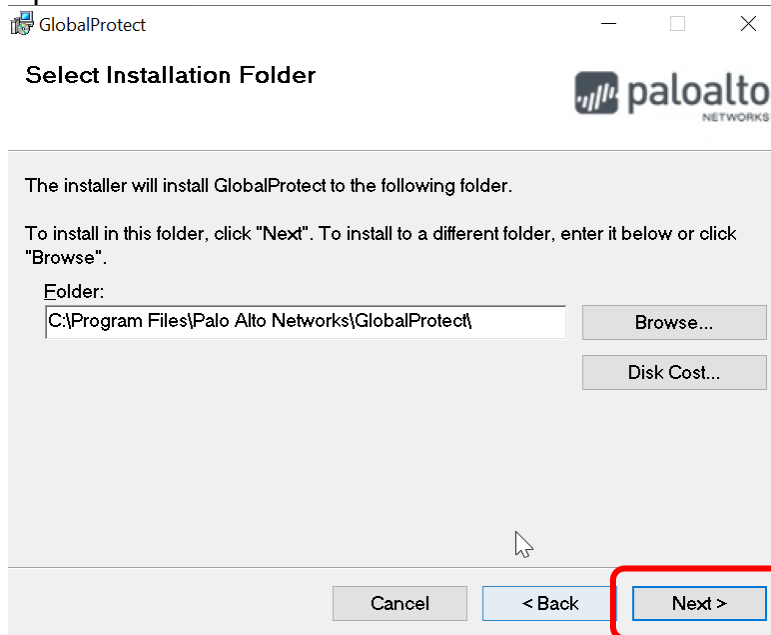 GlobalProtect
Select Installation Folder
paloalto
NETWORKS
The installer will install GlobalProtect to the following folder.
To install in this folder, click "Next". To install to a different folder, enter it below or click
"Browse".
Folder:
C:\Program Files\Palo Alto Networks\GlobalProtect\
Browse...
Disk Cost...
Cancel
< Back
Next >